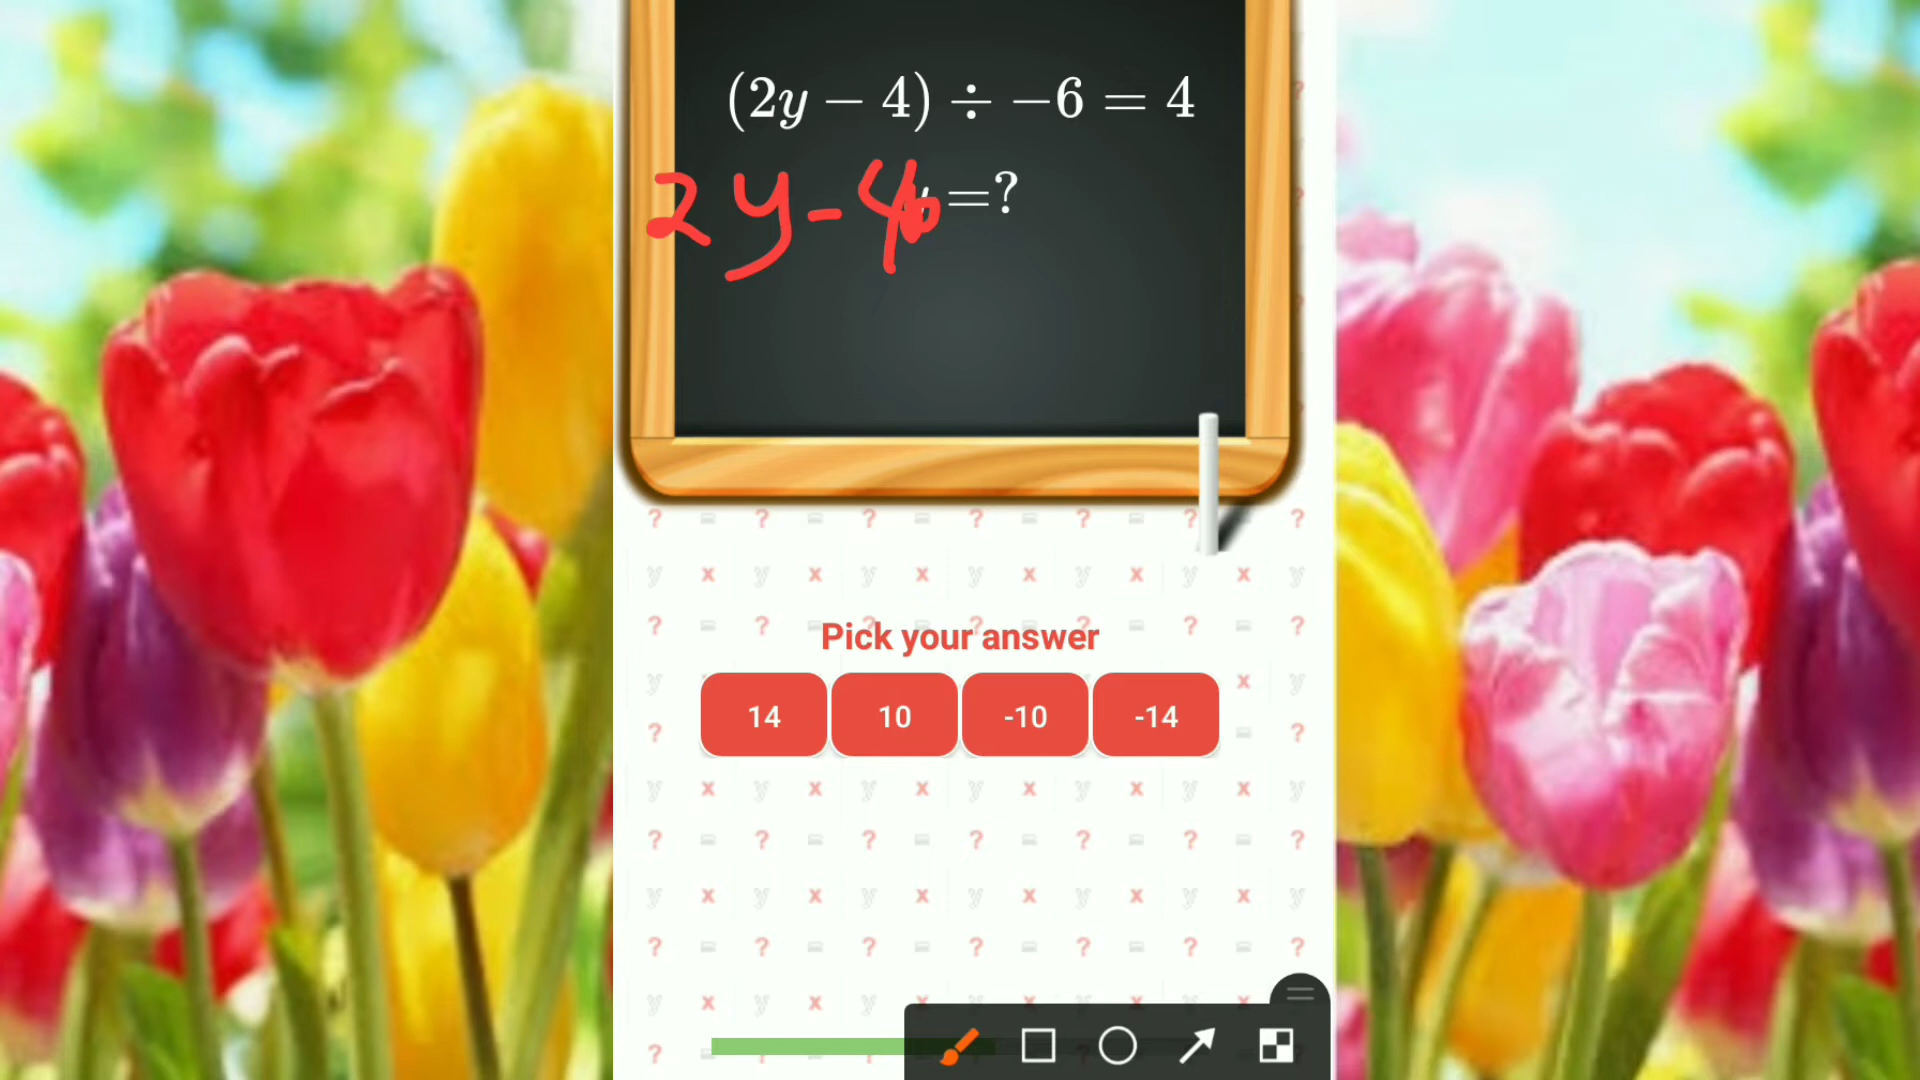 (2y − 4) ÷ −6 = 4
=?
2y-4
Pick your answer
14 10 -10 -14